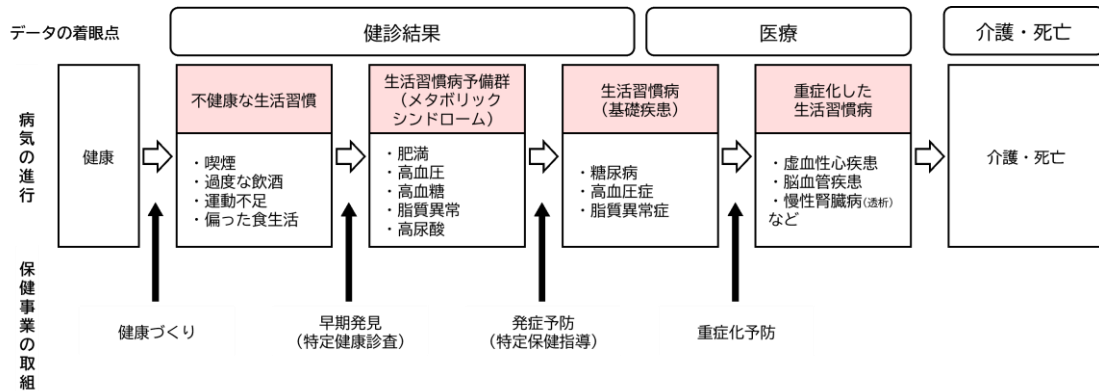 データの着眼点
健診結果
医療
介護・死亡
病気の進行
健康
不健康な生活習慣
・喫煙
・過度な飲酒
・運動不足
・偏った食生活
生活習慣病予備群
(メタボリック
シンドローム)
・肥満
・高血圧
・高血糖
・脂質異常
・高尿酸
生活習慣病
(基礎疾患)
・糖尿病
・高血圧症
・脂質異常症
重症化した
生活習慣病
・虚血性心疾患
・脳血管疾患
・慢性腎臓病(透析)
など
介護・死亡
保健事業の取組
健康づくり
早期発見
(特定健康診査)
発症予防
(特定保健指導)
重症化予防